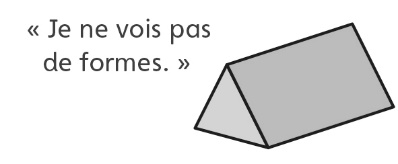 « Je ne vois pas
de formes. »